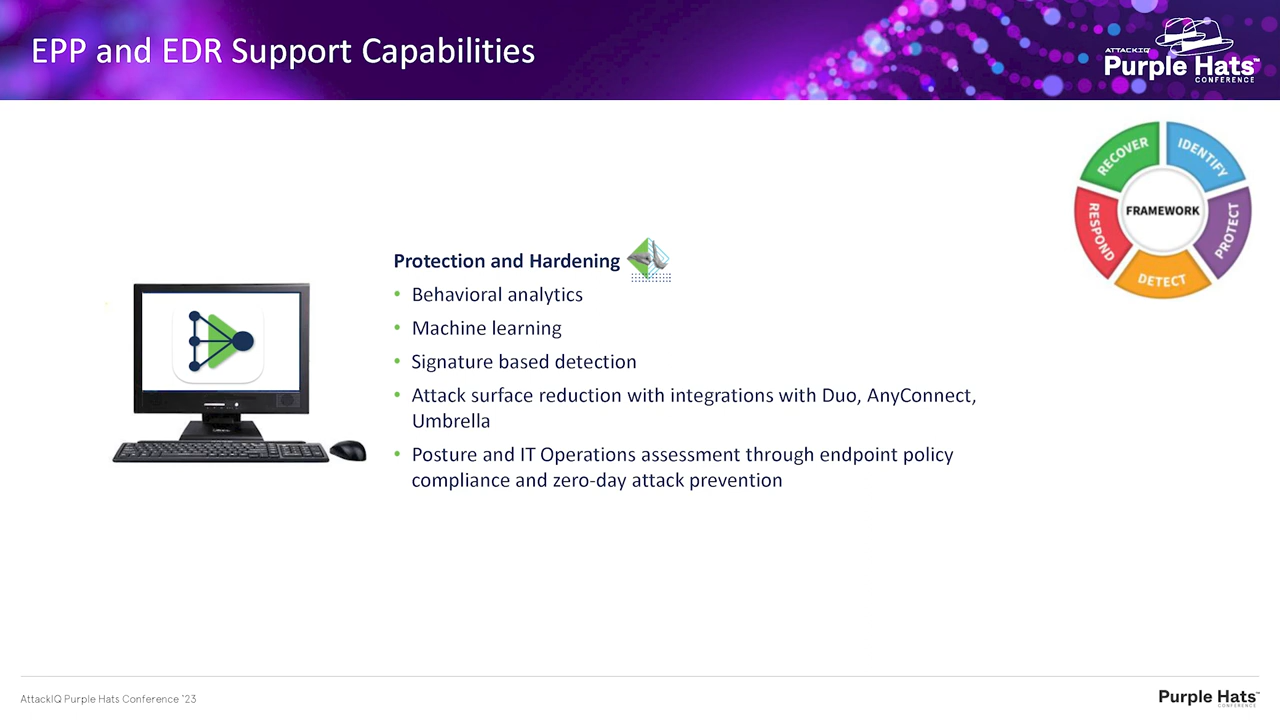 EPP and EDR Support Capabilities
ATTACKIQ
Purple Hats™
CONFERENCE
RECOVER
IDENTIFY
FRAMEWORK
RESPOND
PROTECT
DETECT
Protection and Hardening
• Behavioral analytics
• Machine learning
• Signature based detection
• Attack surface reduction with integrations with Duo, AnyConnect,
Umbrella
• Posture and IT Operations assessment through endpoint policy
compliance and zero-day attack prevention
AttackIQ Purple Hats Conference '23
Purple Hats™
CONFERENCE